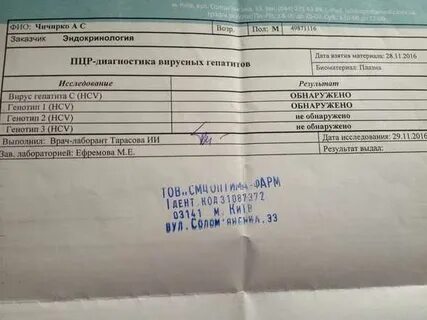 ФИО: Чичирко А С Возр. Пол: М 49871116
Заказчик Эндокринология
ПЦР-диагностика вирусных гепатитов
Дата взятия материала: 28.11.2016
Биоматериал: Плазма
Исследование Результат
Вирус гепатита С (HCV) ОБНАРУЖЕНО
Генотип 1 (HCV) ОБНАРУЖЕНО
Генотип 2 (HCV) не обнаружено
Генотип 3 (HCV) не обнаружено
Выполнил: Врач-лаборант Тарасова ИИ Дата исследования: 29.11.2016
Зав. лабораторией: Ефремова М.Е. Результат выдал:
03141 М. КИЇВ
ВУЛ. СОЛОМ'ЯНСЬКА, 33